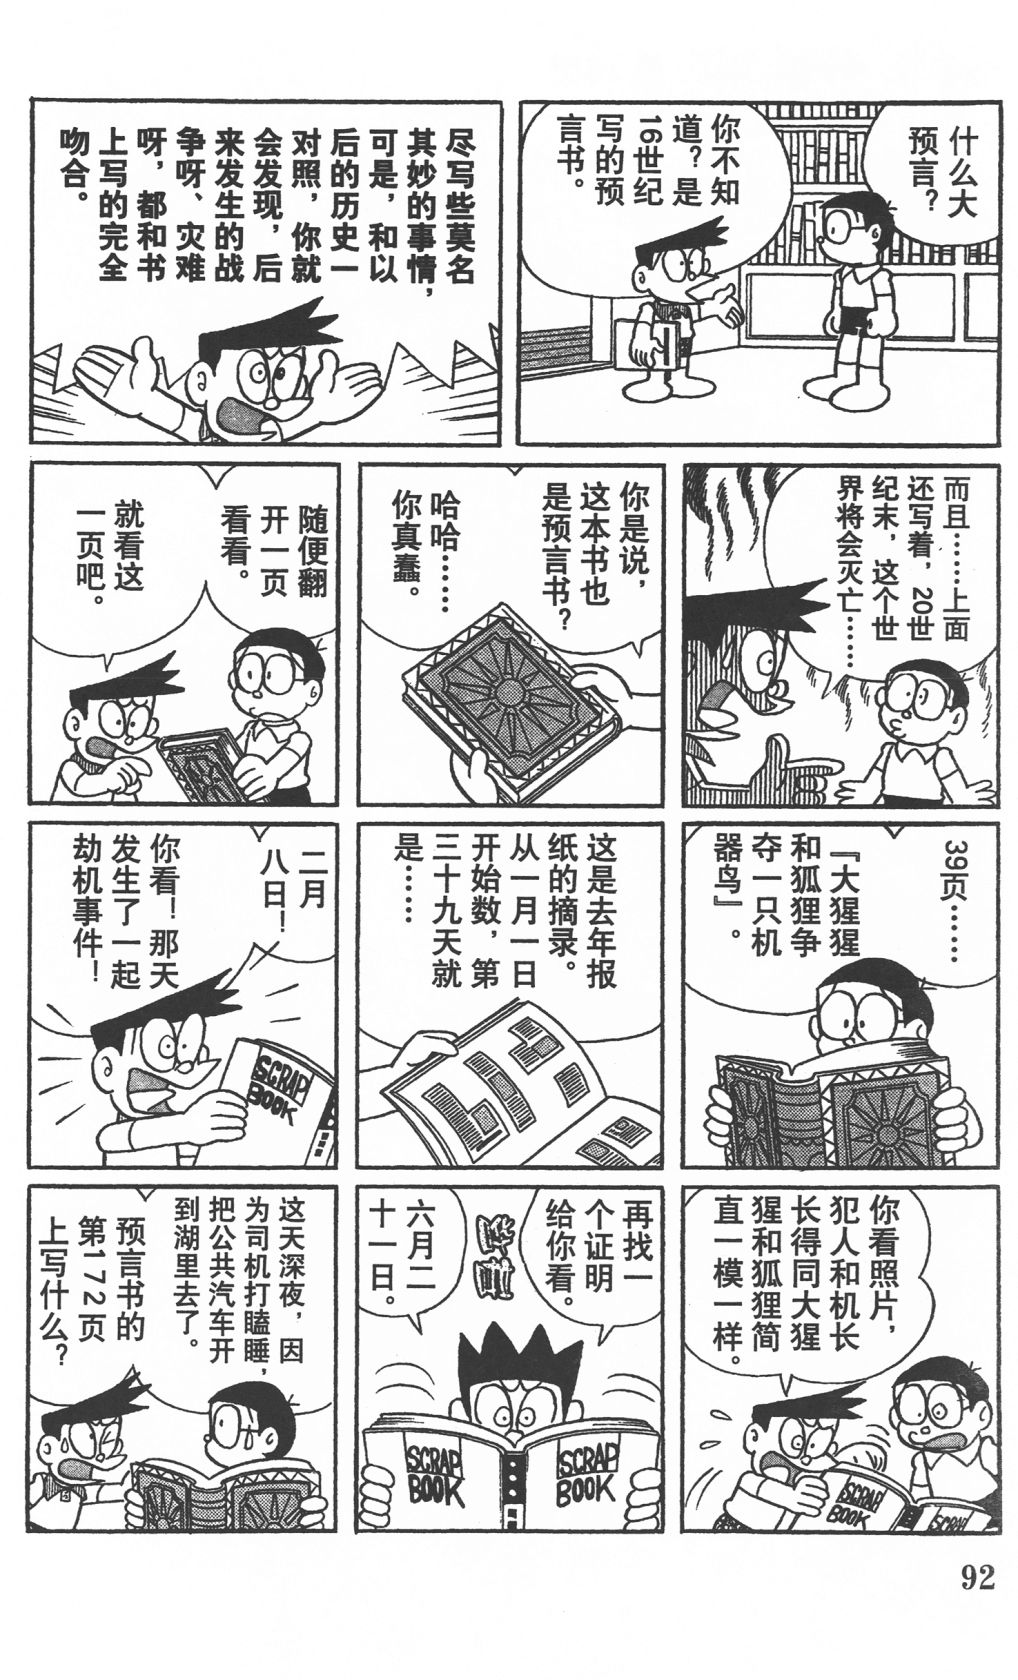 什么大
预言？
你不知
道？是
16世纪
写的预
言书。
尽写些莫名
其妙的事情，
可是，和以
后的历史一
对照，你就
会发现，后
来发生的战
争呀、灾难
呀，都和书
上写的完全
吻合。
而且……上面
还写着，20世
纪末，这个世
界将会灭亡……
你是说，
这本书也
是预言书？
哈哈……
你真蠢。
随便翻
开一页
看看。
就看这
一页吧。
39页……
『大猩猩
和狐狸争
夺一只机
器鸟』。
这是去年报
纸的摘录。
从一月一日
开始数，第
三十九天就
是……
二月
八日！
你看！那天
发生了一起
劫机事件！
SCRAP
BOOK
你看照片，
犯人和机长
长得同大猩
猩和狐狸简
直一模一样。
SCRAP
BOOK
SCRAP
再找一
个证明
给你看。
六月二
十一日。
SCRAP
BOOK
SCRAP
BOOK
这天深夜，因
为司机打瞌睡，
把公共汽车开
到湖里去了。
预言书的
第172页
上写什么？
92